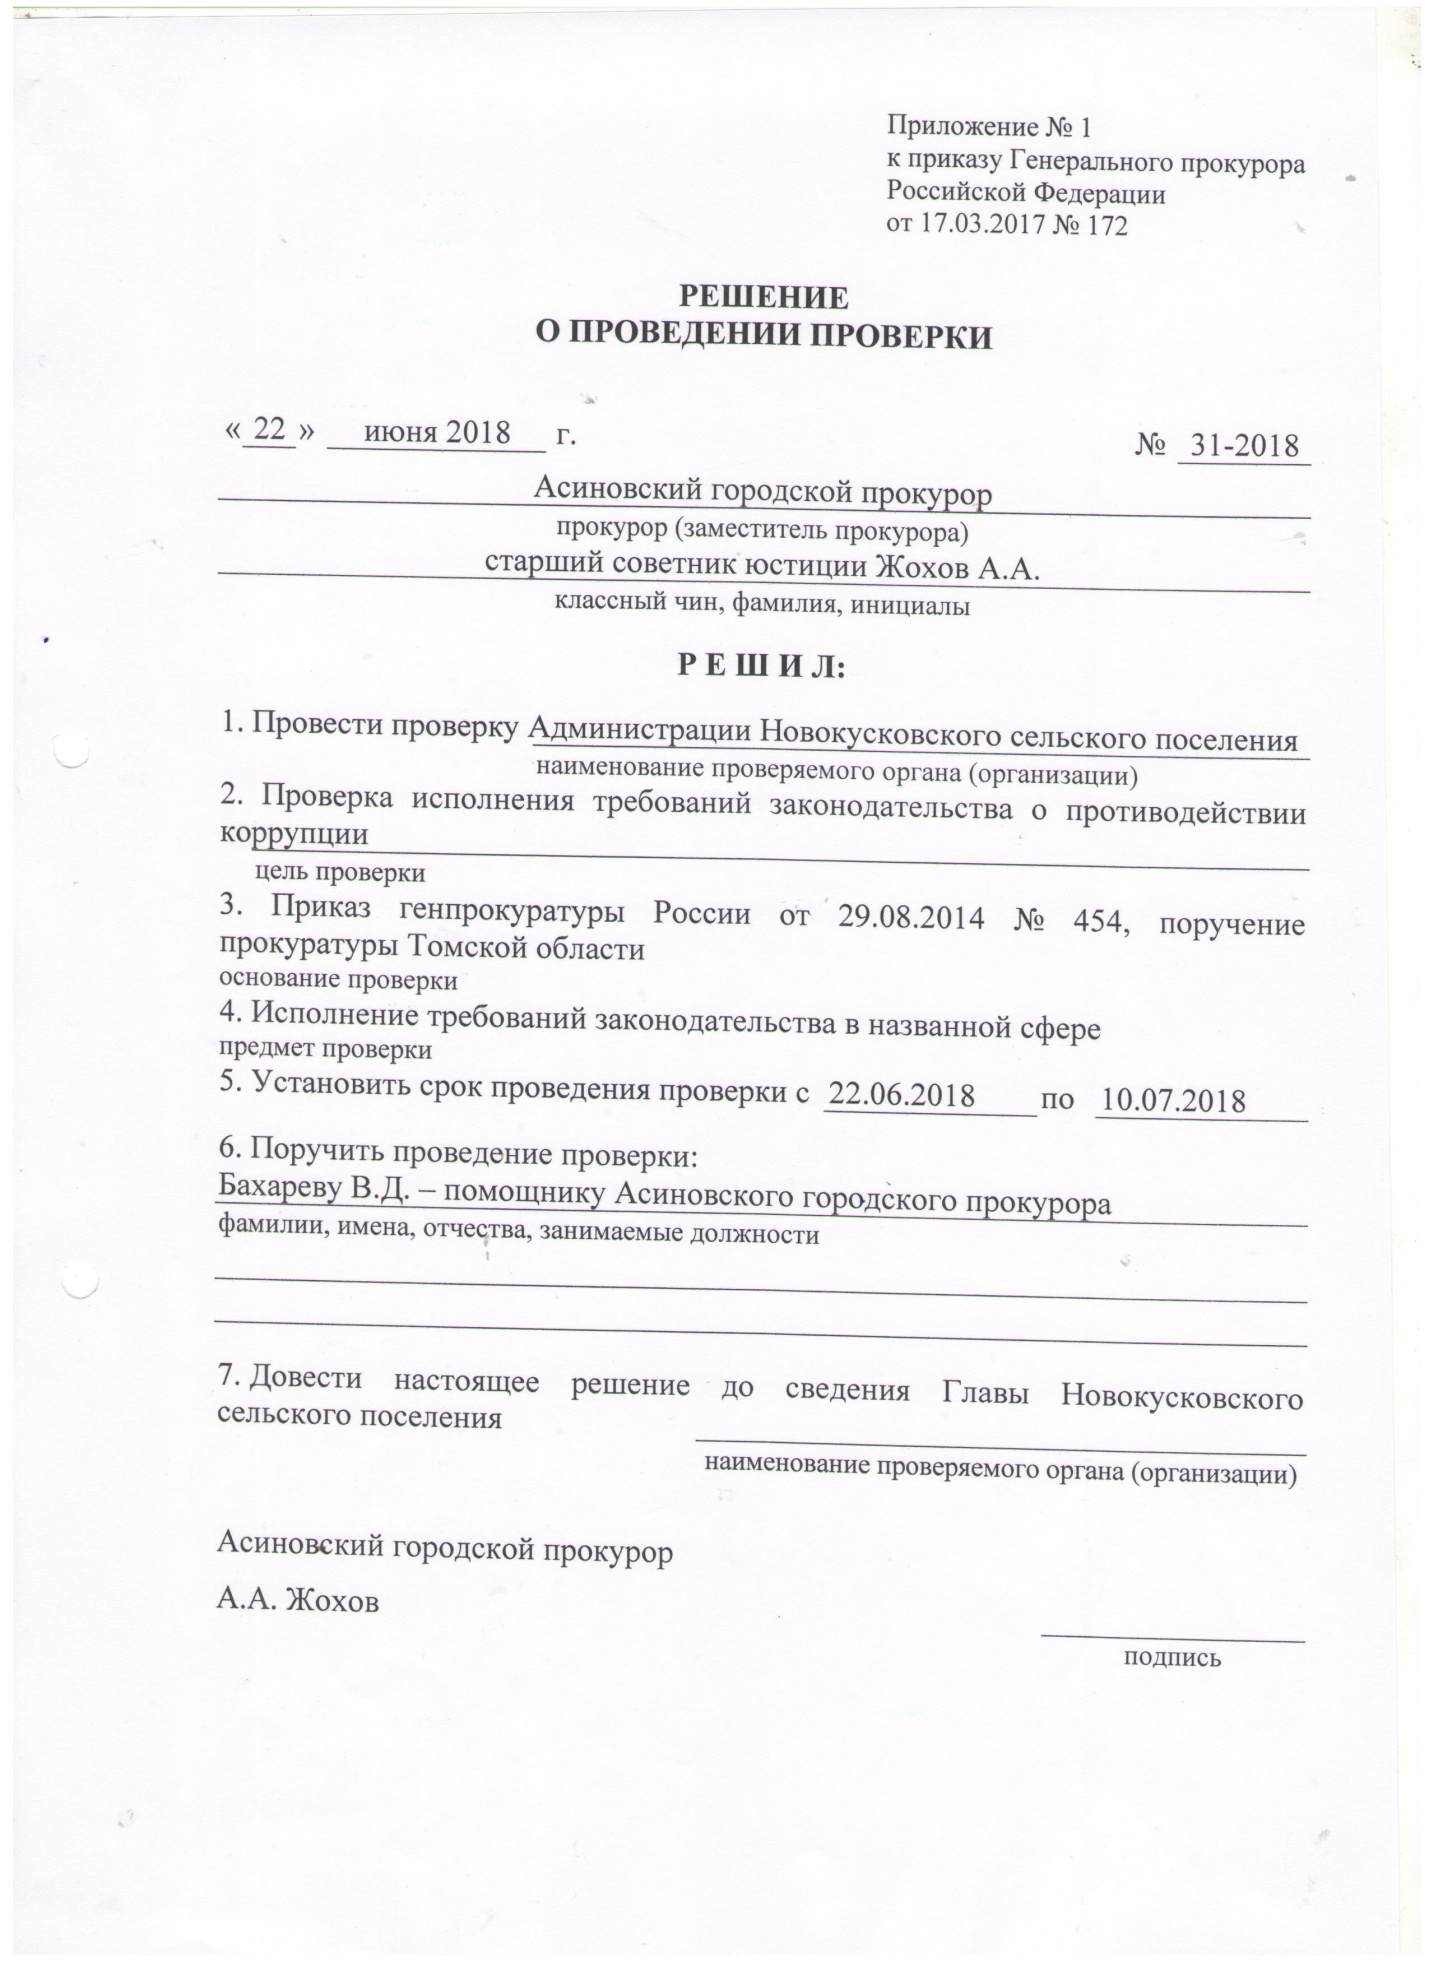 Приложение № 1
к приказу Генерального прокурора
Российской Федерации
от 17.03.2017 № 172
РЕШЕНИЕ
О ПРОВЕДЕНИИ ПРОВЕРКИ
« 22 » июня 2018 г. № 31-2018
Асиновский городской прокурор
прокурор (заместитель прокурора)
старший советник юстиции Жохов А.А.
классный чин, фамилия, инициалы
Р Е Ш И Л:
1. Провести проверку Администрации Новокусковского сельского поселения
наименование проверяемого органа (организации)
2. Проверка исполнения требований законодательства о противодействии
коррупции
цель проверки
3. Приказ генпрокуратуры России от 29.08.2014 № 454, поручение
прокуратуры Томской области
основание проверки
4. Исполнение требований законодательства в названной сфере
предмет проверки
5. Установить срок проведения проверки с 22.06.2018 по 10.07.2018
6. Поручить проведение проверки:
Бахареву В.Д. – помощнику Асиновского городского прокурора
фамилии, имена, отчества, занимаемые должности
7. Довести настоящее решение до сведения Главы Новокусковского
сельского поселения
наименование проверяемого органа (организации)
Асиновский городской прокурор
А.А. Жохов
подпись